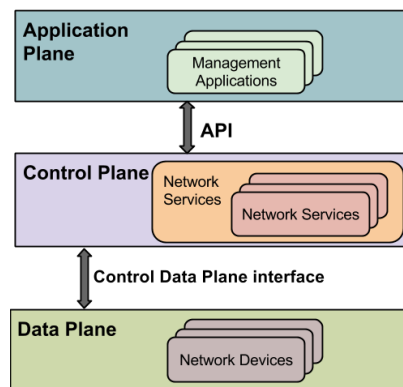 Application
Plane
Management
Applications
API
Control Plane
Network
Services
Network Services
Control Data Plane interface
Data Plane
Network Devices